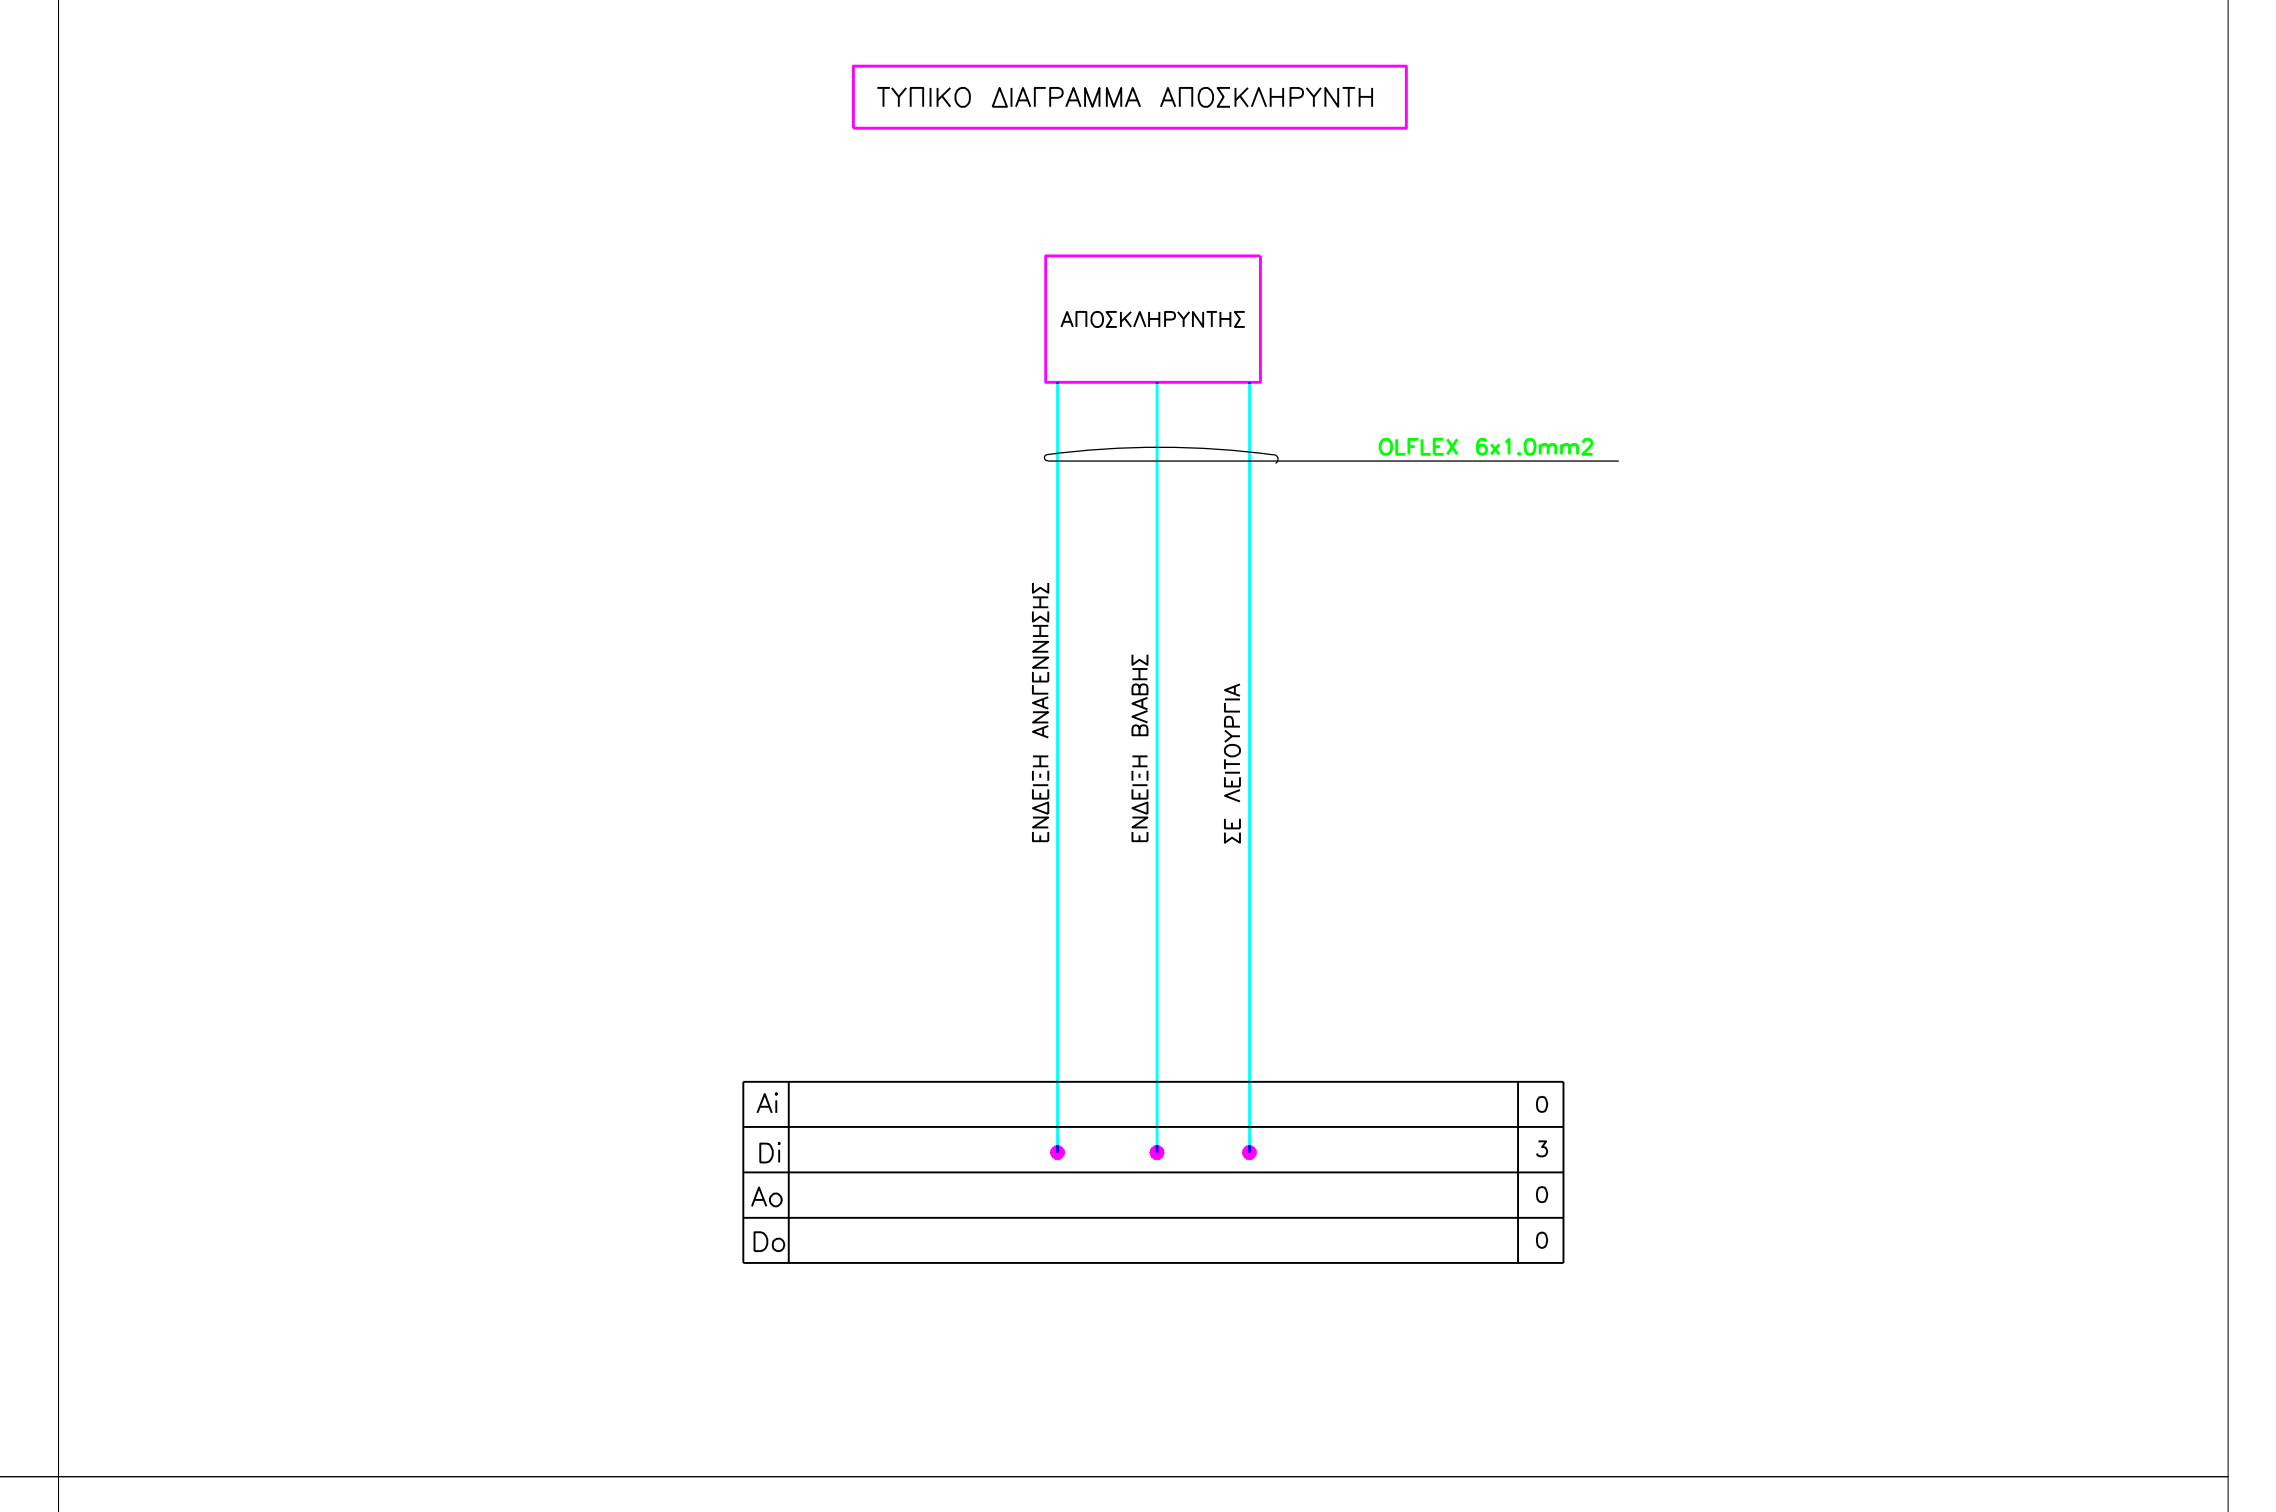 ΤΥΠΙΚΟ ΔΙΑΓΡΑΜΜΑ ΑΠΟΣΚΛΗΡΥΝΤΗ
ΑΠΟΣΚΛΗΡΥΝΤΗΣ
OLFLEX 6x1.0mm2
ΕΝΔΕΙΞΗ ΑΝΑΓΕΝΝΗΣΗΣ
ΕΝΔΕΙΞΗ ΒΛΑΒΗΣ
ΣΕ ΛΕΙΤΟΥΡΓΙΑ
Ai 0
Di 3
Ao 0
Do 0